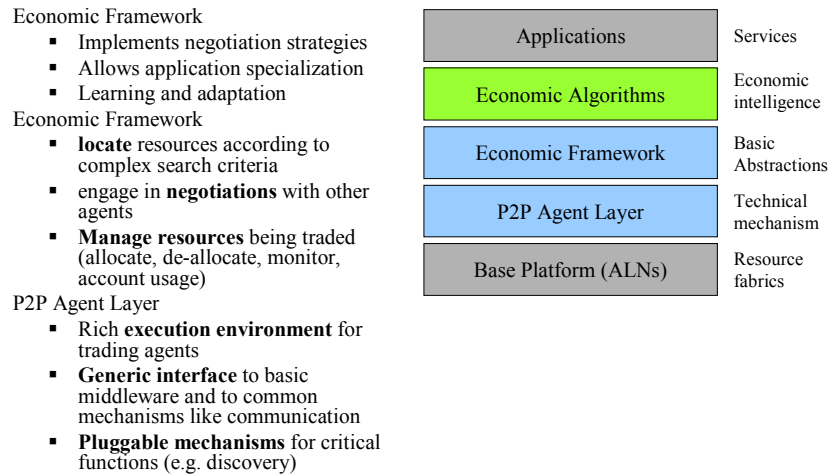 Economic Framework
▪ Implements negotiation strategies
▪ Allows application specialization
▪ Learning and adaptation
Economic Framework
▪ locate resources according to
complex search criteria
▪ engage in negotiations with other
agents
▪ Manage resources being traded
(allocate, de-allocate, monitor,
account usage)
P2P Agent Layer
▪ Rich execution environment for
trading agents
▪ Generic interface to basic
middleware and to common
mechanisms like communication
▪ Pluggable mechanisms for critical
functions (e.g. discovery)
Applications
Services
Economic Algorithms
Economic
intelligence
Economic Framework
Basic
Abstractions
P2P Agent Layer
Technical
mechanism
Base Platform (ALNs)
Resource
fabrics